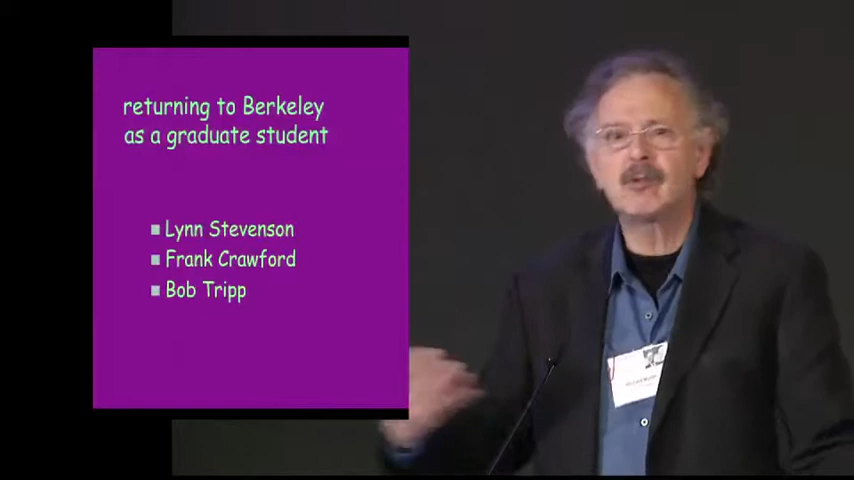 returning to Berkeley
as a graduate student
Lynn Stevenson
Frank Crawford
Bob Tripp